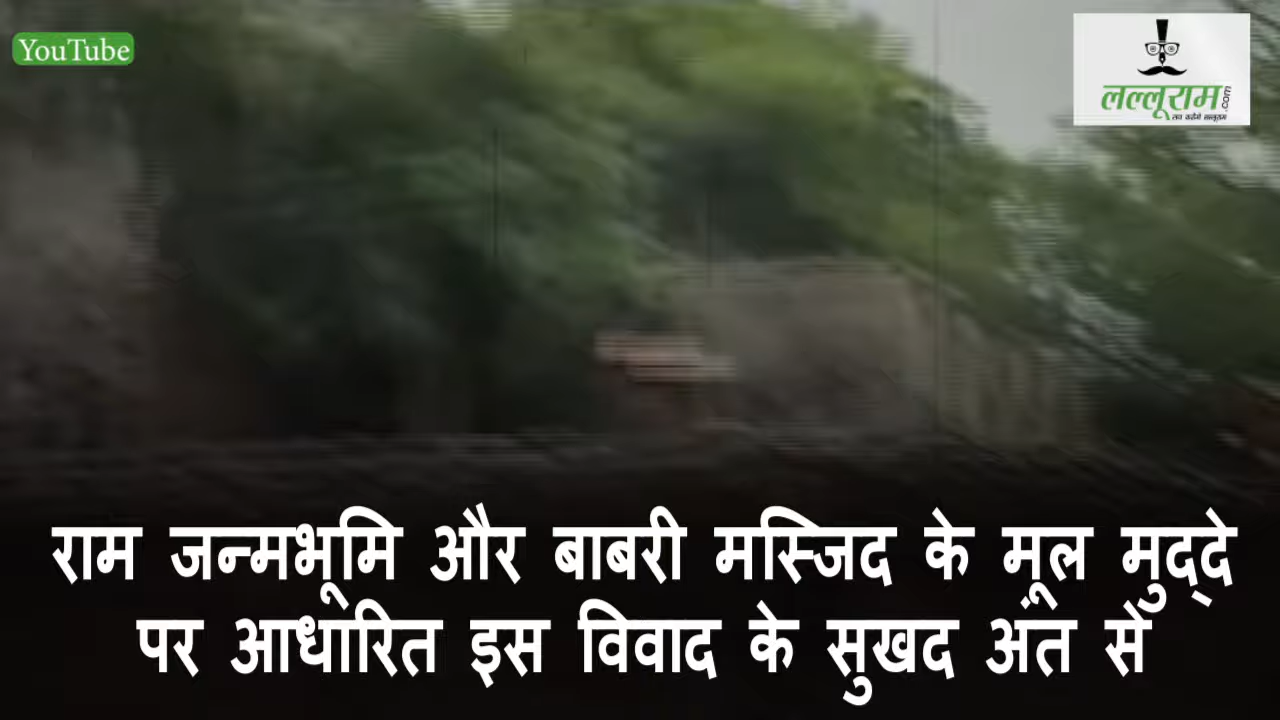 YouTube
लल्लूराम.com
राम जन्मभूमि और बाबरी मस्जिद के मूल मुद्दे
पर आधारित इस विवाद के सुखद अंत से